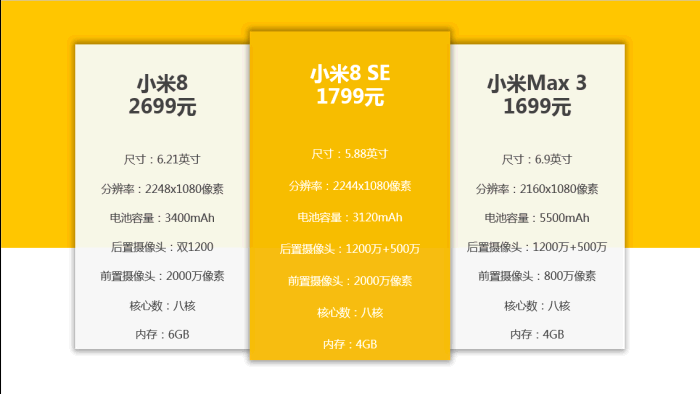 小米8
2699元
尺寸：6.21英寸
分辨率：2248x1080像素
电池容量：3400mAh
后置摄像头：双1200
前置摄像头：2000万像素
核心数：八核
内存：6GB
小米8 SE
1799元
尺寸：5.88英寸
分辨率：2244x1080像素
电池容量：3120mAh
后置摄像头：1200万+500万
前置摄像头：2000万像素
核心数：八核
内存：4GB
小米Max 3
1699元
尺寸：6.9英寸
分辨率：2160x1080像素
电池容量：5500mAh
后置摄像头：1200万+500万
前置摄像头：800万像素
核心数：八核
内存：4GB